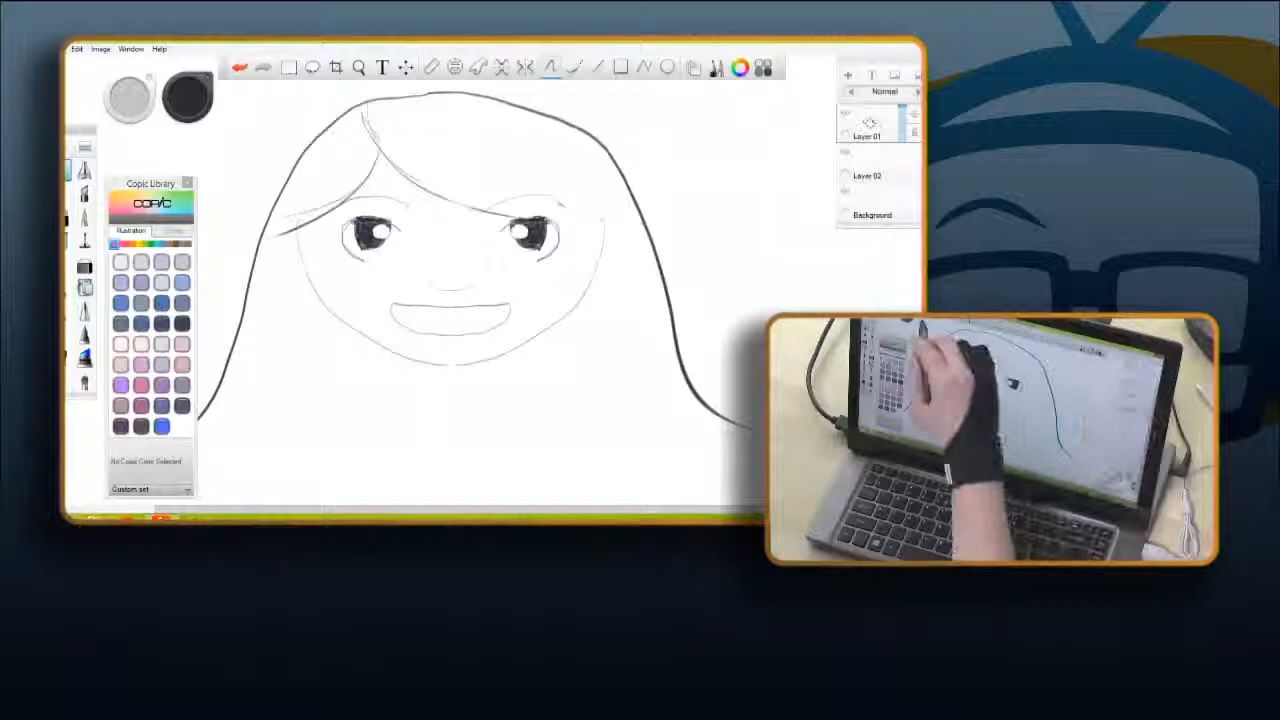 Edit Image Window Help
T
T
Normal
Layer 01
Layer 02
Background
Copic Library
COPIC
Illustration
No Copic Color Selected
Custom set